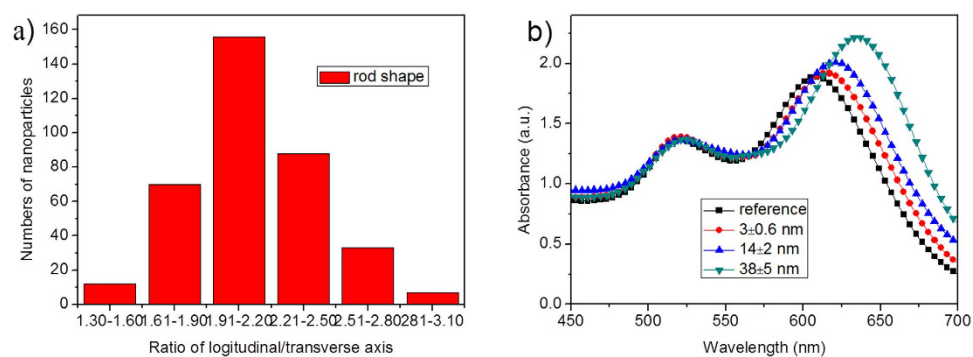 a)
160
140
120
100
80
60
40
20
0
Numbers of nanoparticles
rod shape
1.30-1.60 1.61-1.90 1.91-2.20 2.21-2.50 2.51-2.80 281-3.10
Ratio of logitudinal/transverse axis
b)
2.0
1.5
1.0
0.5
0.0
Absorbance (a.u.)
reference
3±0.6 nm
14±2 nm
38±5 nm
450 500 550 600 650 700
Wavelength (nm)